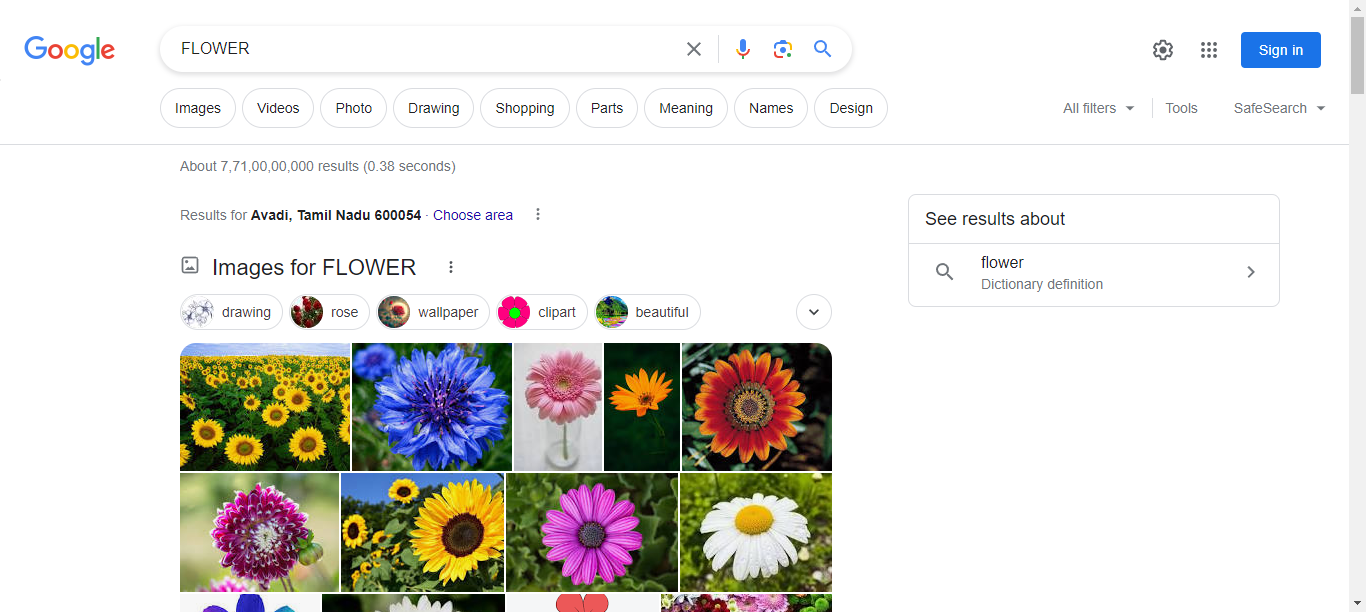 Google
FLOWER
Sign in
Images Videos Photo Drawing Shopping Parts Meaning Names Design All filters Tools SafeSearch
About 7,71,00,00,000 results (0.38 seconds)
Results for Avadi, Tamil Nadu 600054 · Choose area
See results about
flower
Dictionary definition
Images for FLOWER
drawing rose wallpaper clipart beautiful